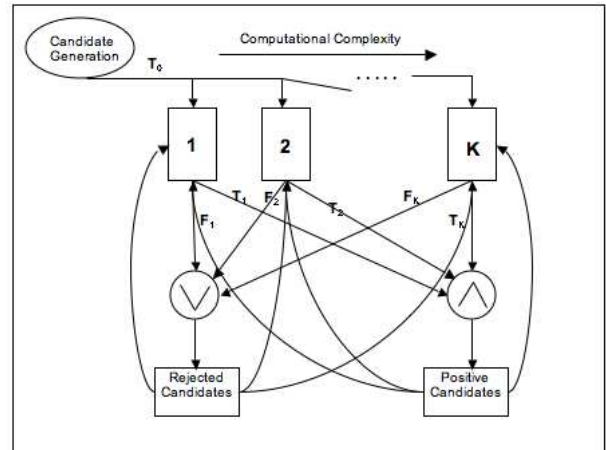 Candidate
Generation
Computational Complexity
T₀
.....
1
2
K
T₁
F₂
F₁
T₂
Fₖ
Tₖ
∨
∧
Rejected
Candidates
Positive
Candidates